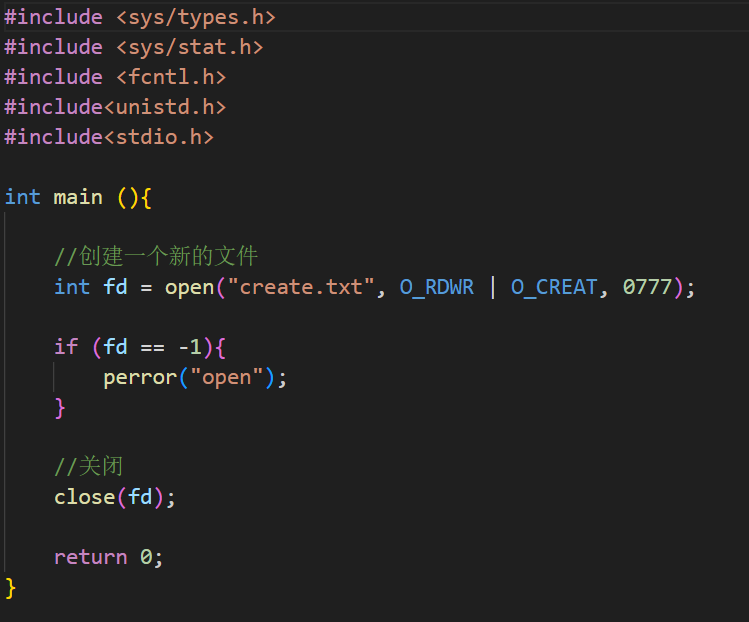 #include <sys/types.h>
#include <sys/stat.h>
#include <fcntl.h>
#include<unistd.h>
#include<stdio.h>
int main (){
//创建一个新的文件
int fd = open("create.txt", O_RDWR | O_CREAT, 0777);
if (fd == -1){
perror("open");
}
//关闭
close(fd);
return 0;
}